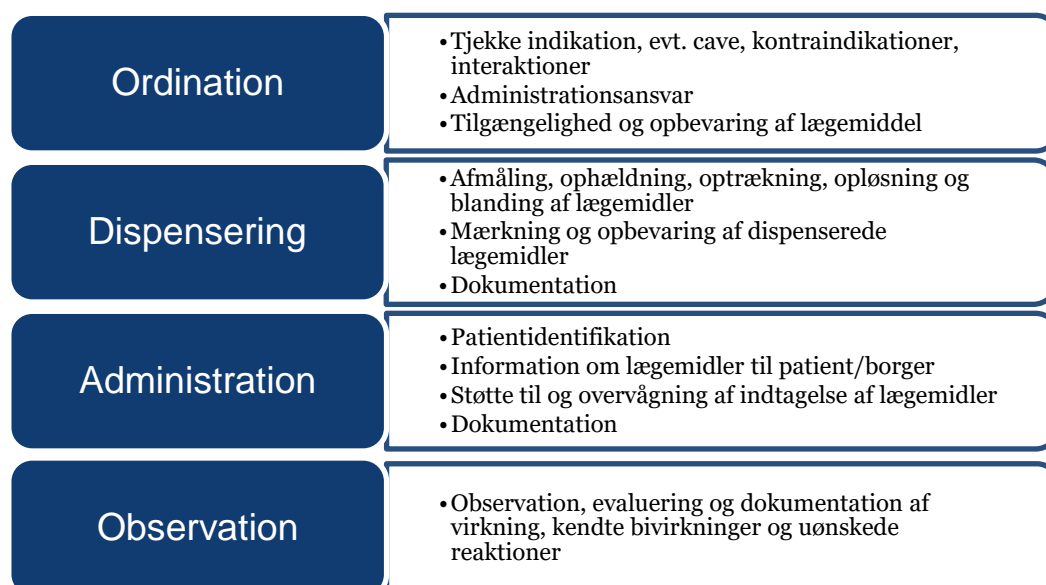 Ordination
•Tjekke indikation, evt. cave, kontraindikationer,
interaktioner
•Administrationsansvar
•Tilgængelighed og opbevaring af lægemiddel
Dispensering
•Afmåling, ophældning, optrækning, opløsning og
blanding af lægemidler
•Mærkning og opbevaring af dispenserede
lægemidler
•Dokumentation
Administration
•Patientidentifikation
•Information om lægemidler til patient/borger
•Støtte til og overvågning af indtagelse af lægemidler
•Dokumentation
Observation
•Observation, evaluering og dokumentation af
virkning, kendte bivirkninger og uønskede
reaktioner